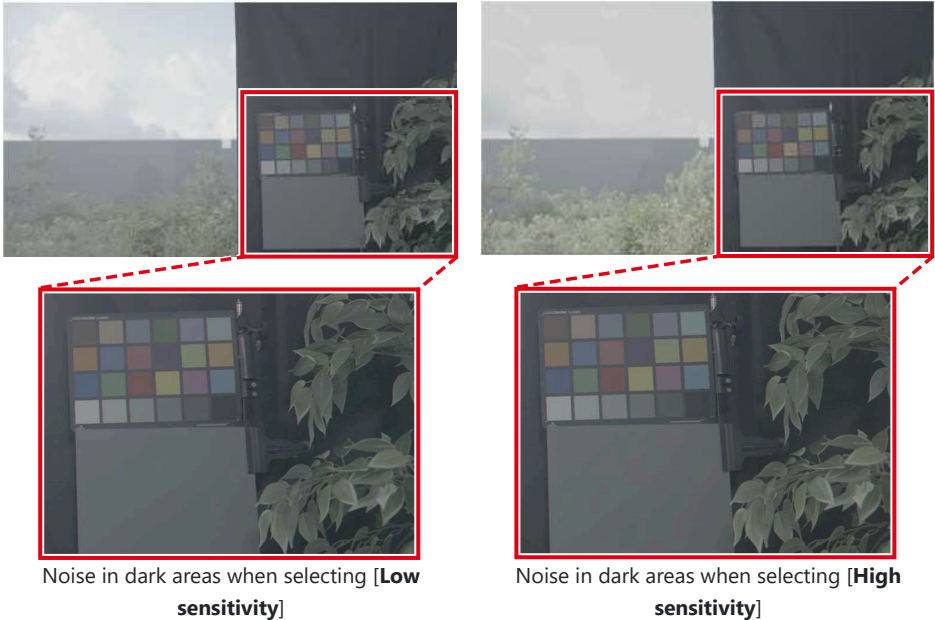 Noise in dark areas when selecting [Low
sensitivity]
Noise in dark areas when selecting [High
sensitivity]